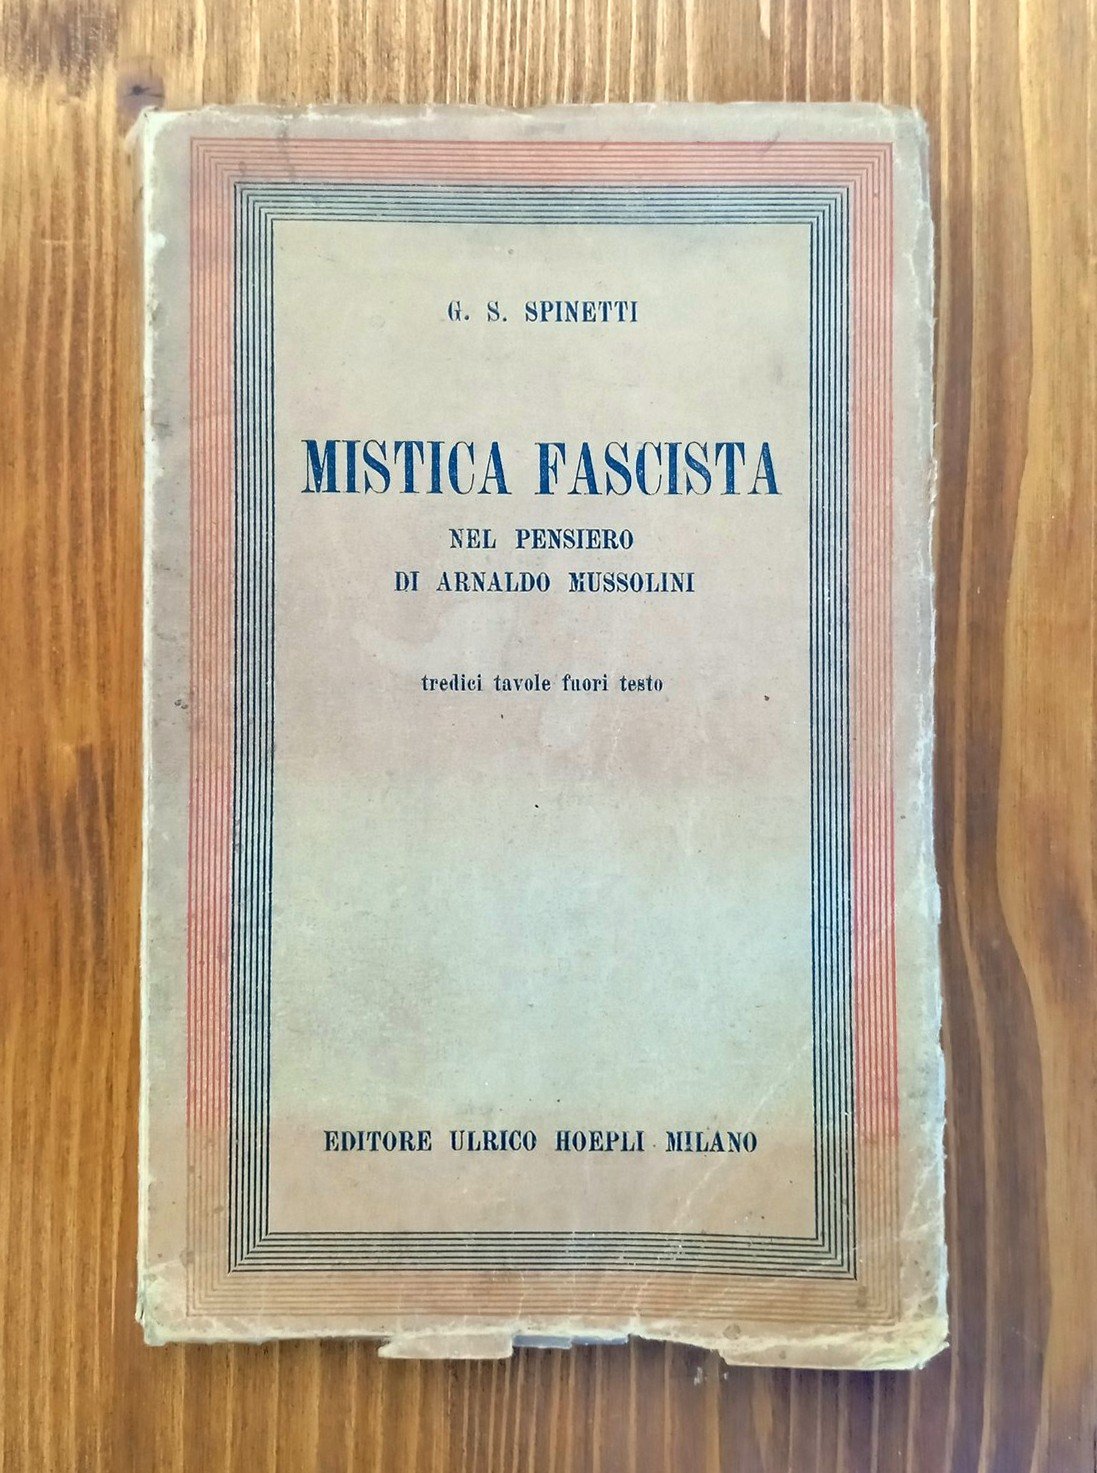 G. S. SPINETTI
MISTICA FASCISTA
NEL PENSIERO
DI ARNALDO MUSSOLINI
tredici tavole fuori testo
EDITORE ULRICO HOEPLI MILANO